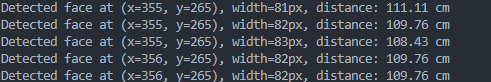 Detected face at (x=355, y=265), width=81px, distance: 111.11 cm
Detected face at (x=355, y=265), width=82px, distance: 109.76 cm
Detected face at (x=355, y=265), width=83px, distance: 108.43 cm
Detected face at (x=356, y=265), width=82px, distance: 109.76 cm
Detected face at (x=356, y=265), width=82px, distance: 109.76 cm